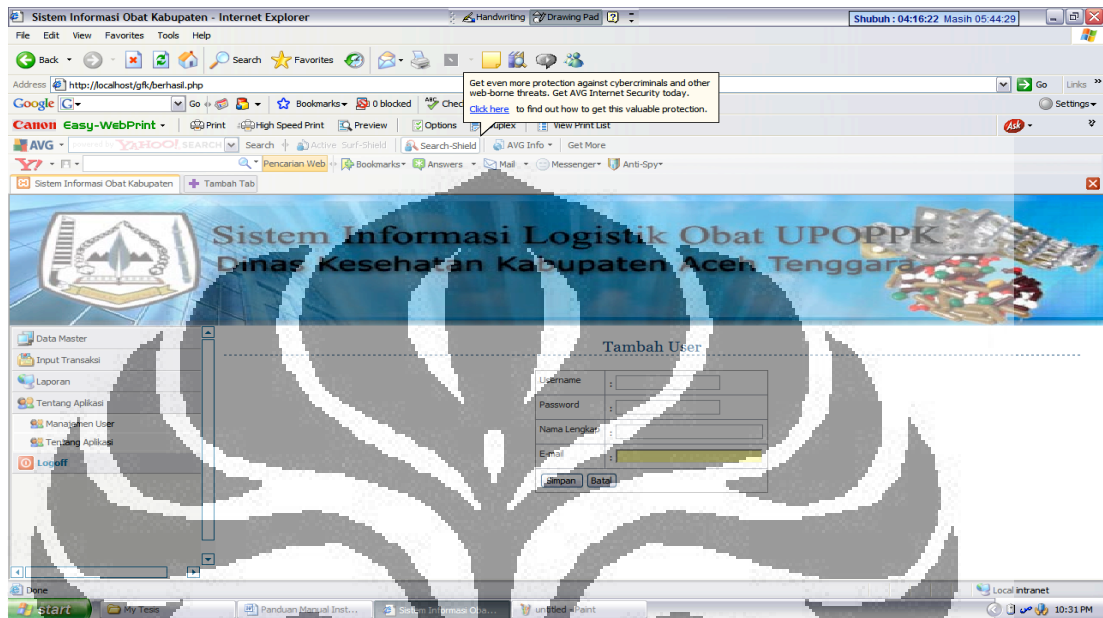 Sistem Informasi Obat Kabupaten - Internet Explorer
Handwriting Drawing Pad
Shubuh : 04:16:22 Masih 05:44:29
File Edit View Favorites Tools Help
Back Search Favorites
Address http://localhost/gfk/berhasil.php Go Links »
Get even more protection against cybercriminals and other
web-borne threats. Get AVG Internet Security today.
Click here to find out how to get this valuable protection.
Google G Go Bookmarks 0 blocked Chec Settings
Canon Easy-WebPrint Print High Speed Print Preview Options Duplex View Print List Ask »
AVG YAHOO! SEARCH Search Active Surf-Shield Search-Shield AVG Info Get More
Y7 Pencarian Web Bookmarks Answers Mail Messenger Anti-Spy
Sistem Informasi Obat Kabupaten Tambah Tab
Sistem Informasi Logistik Obat UPOPPK
Dinas Kesehatan Kabupaten Aceh Tenggara
Data Master
Input Transaksi
Laporan
Tentang Aplikasi
Manajemen User
Tentang Aplikasi
Logoff
Tambah User
Username :
Password :
Nama Lengkap :
E-mail :
Simpan Batal
Done Local intranet
start My Tesis Panduan Manual Inst... Sistem Informasi Oba... untitled - Paint 10:31 PM